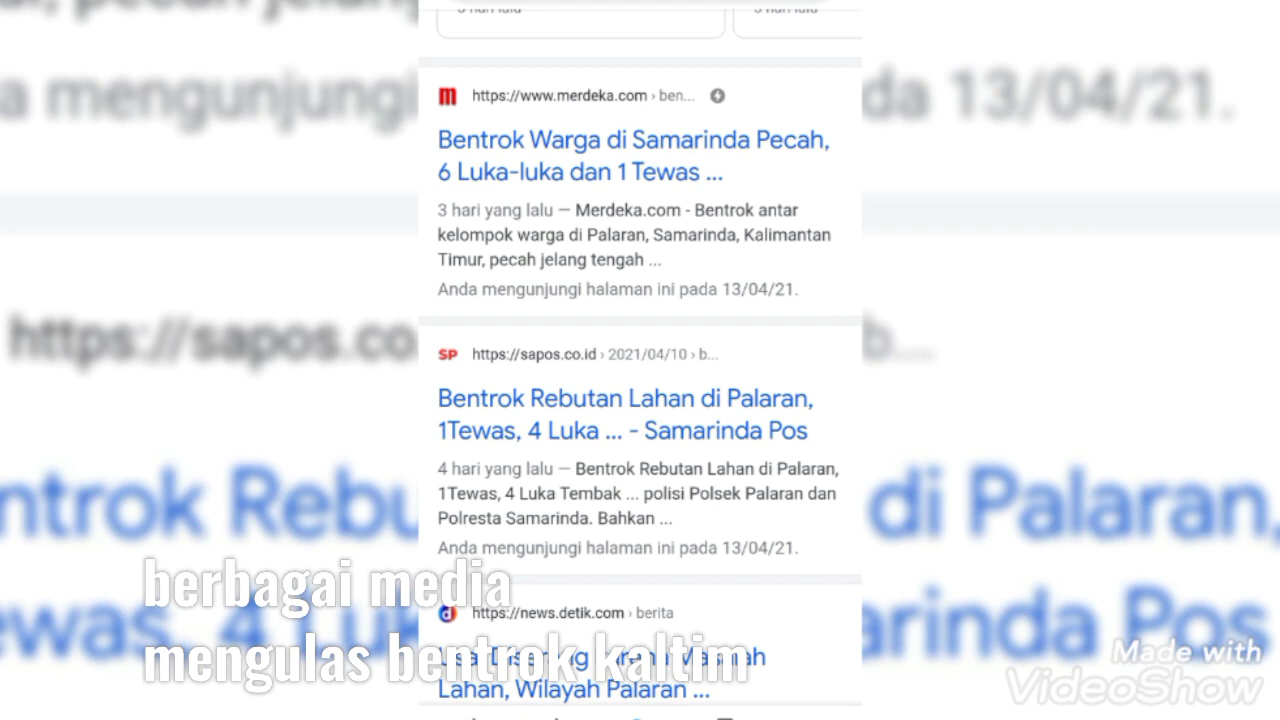 https://www.merdeka.com › ben...
Bentrok Warga di Samarinda Pecah,
6 Luka-luka dan 1 Tewas ...
3 hari yang lalu — Merdeka.com - Bentrok antar
kelompok warga di Palaran, Samarinda, Kalimantan
Timur, pecah jelang tengah ...
Anda mengunjungi halaman ini pada 13/04/21.
SP https://sapos.co.id › 2021/04/10 › b...
Bentrok Rebutan Lahan di Palaran,
1Tewas, 4 Luka ... - Samarinda Pos
4 hari yang lalu — Bentrok Rebutan Lahan di Palaran,
1Tewas, 4 Luka Tembak ... polisi Polsek Palaran dan
Polresta Samarinda. Bahkan ...
Anda mengunjungi halaman ini pada 13/04/21.
https://news.detik.com › berita
Lahan, Wilayah Palaran ...
berbagai media
mengulas bentrok kaltim
Made with
VideoShow